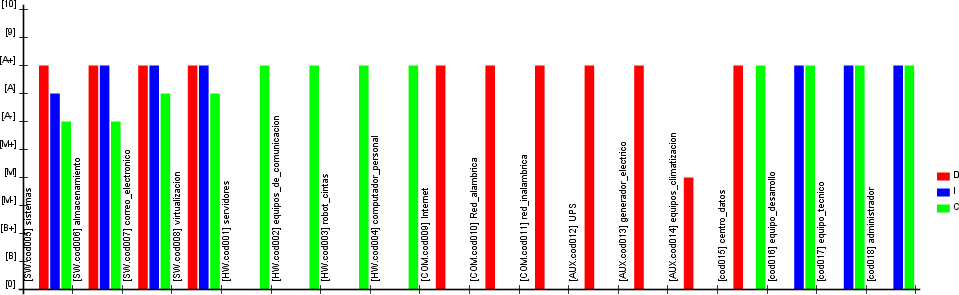 [10]
[9]
[A+]
[A]
[A-]
[M+]
[M]
[M-]
[B+]
[B]
[0]
[SW.cod005] sistemas
[SW.cod006] almacenamiento
[SW.cod007] correo_electronico
[SW.cod008] virtualizacion
[HW.cod001] servidores
[HW.cod002] equipos_de_comunicacion
[HW.cod003] robot_cintas
[HW.cod004] computador_personal
[COM.cod009] Internet
[COM.cod010] Red_alambrica
[COM.cod011] red_inalambrica
[AUX.cod012] UPS
[AUX.cod013] generador_electrico
[AUX.cod014] equipos_climatizacion
[cod015] centro_datos
[cod016] equipo_desarrollo
[cod017] equipo_tecnico
[cod018] administrador
D
I
C